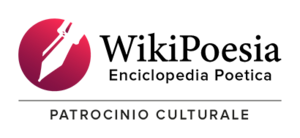 WikiPoesia
Enciclopedia Poetica
PATROCINIO CULTURALE